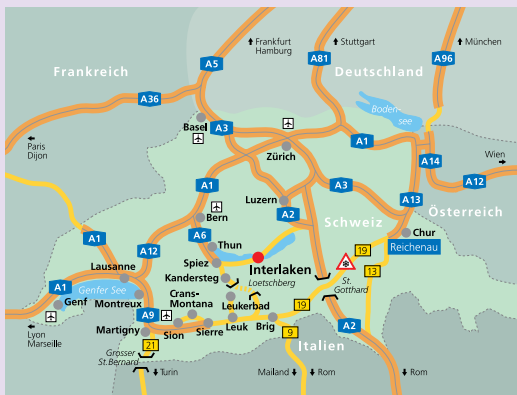 Frankfurt
Hamburg
Stuttgart
München
A5
A81
A96
Frankreich
Deutschland
A36
Boden-
see
Basel
A3
Zürich
A1
A14
Paris
Dijon
Wien
A12
A1
Luzern
A3
A13
Bern
A2
Schweiz
Österreich
A6
Chur
A1
A12
Thun
19
Reichenau
Lausanne
Spiez
Interlaken
13
Kandersteg
Loetschberg
St.
Gotthard
A1
Genfer See
Genf
Montreux
Crans-
Montana
Leukerbad
19
A9
A2
Martigny
Sion
Sierre
Leuk
Brig
9
Italien
Lyon
Marseille
21
Grosser
St.Bernard
Turin
Mailand
Rom
Rom